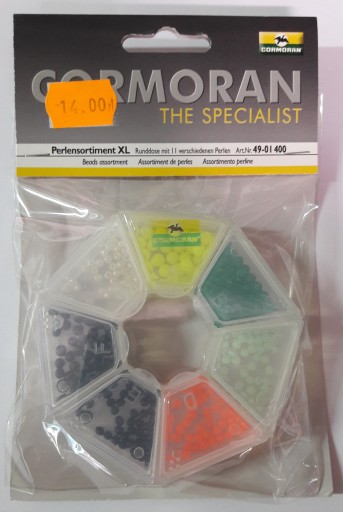 CORMORAN
CORMORAN
14.00
THE SPECIALIST
Perlensortiment XL Runddose mit 11 verschiedenen Perlen Art.Nr. 49-01 400
Beads assortment Assortiment de perles Assortimento perline
CORMORAN